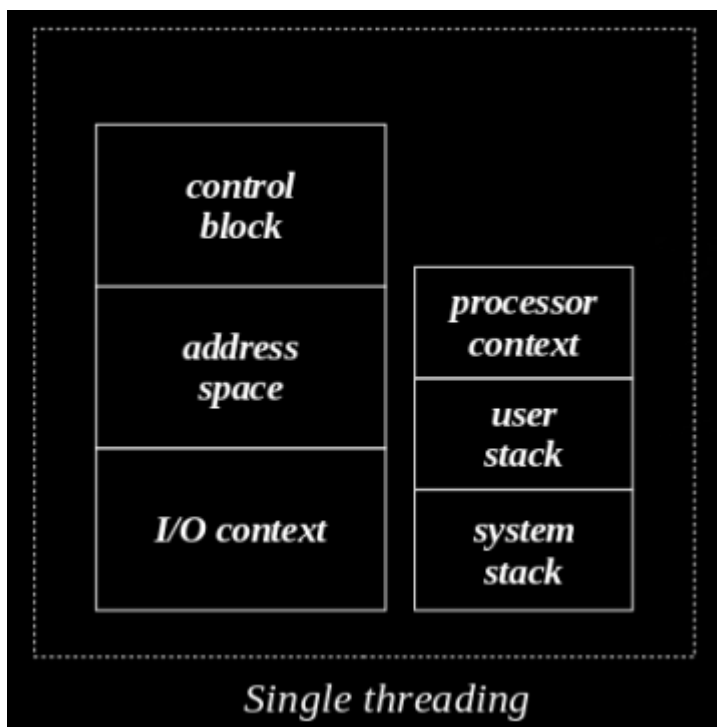 control
block
address
space
I/O context
processor
context
user
stack
system
stack
Single threading